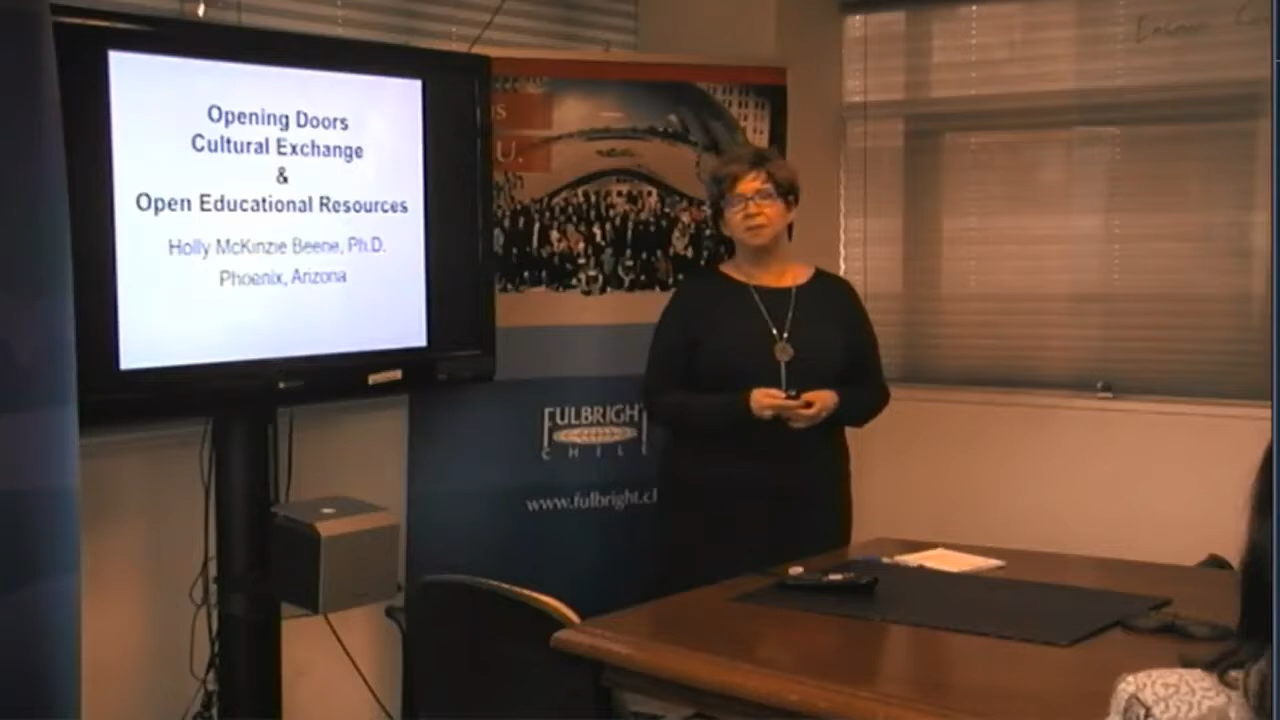 Opening Doors
Cultural Exchange
&
Open Educational Resources
Holly McKinzie Beene, Ph.D.
Phoenix, Arizona
U.
FULBRIGHT
CHILE
www.fulbright.cl